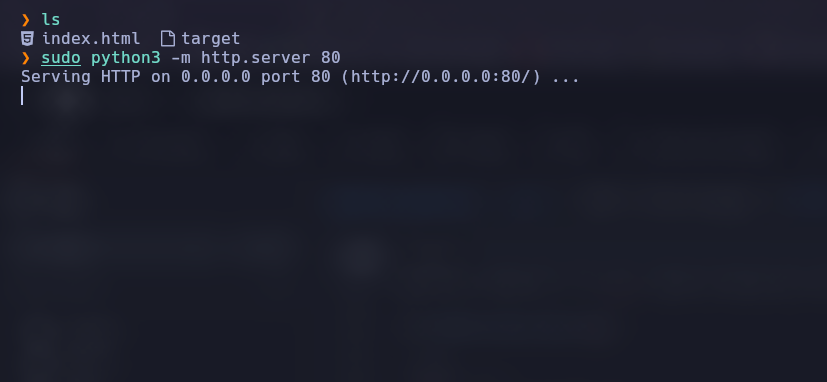 ❯ ls
index.html target
❯ sudo python3 -m http.server 80
Serving HTTP on 0.0.0.0 port 80 (http://0.0.0.0:80/) ...